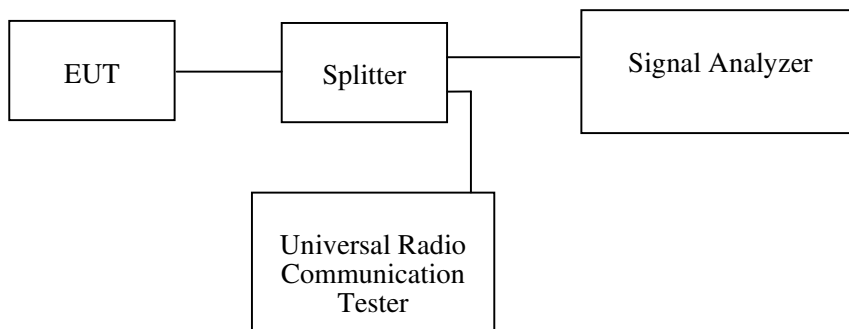 EUT
Splitter
Signal Analyzer
Universal Radio
Communication
Tester